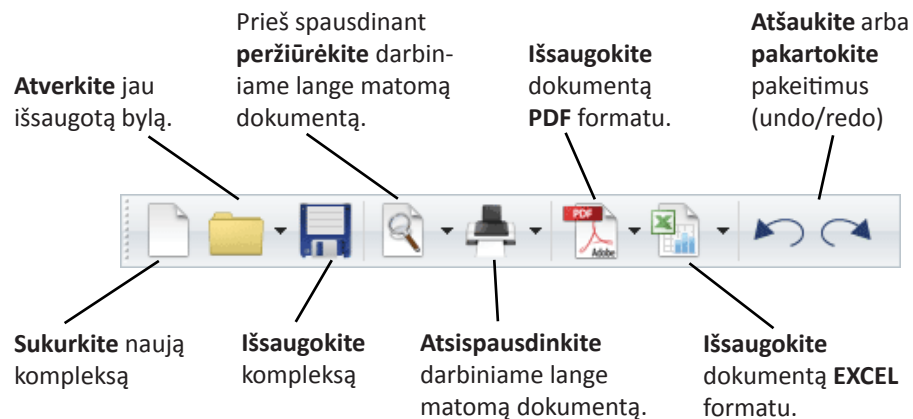 Atverkite jau
išsaugotą bylą.
Prieš spausdinant
peržiūrėkite darbin-
iame lange matomą
dokumentą.
Išsaugokite
dokumentą
PDF formatu.
Atšaukite arba
pakartokite
pakeitimus
(undo/redo)
PDF
Adobe
X
Sukurkite naują
kompleksą
Išsaugokite
kompleksą
Atsispausdinkite
darbiniame lange
matomą dokumentą.
Išsaugokite
dokumentą EXCEL
formatu.